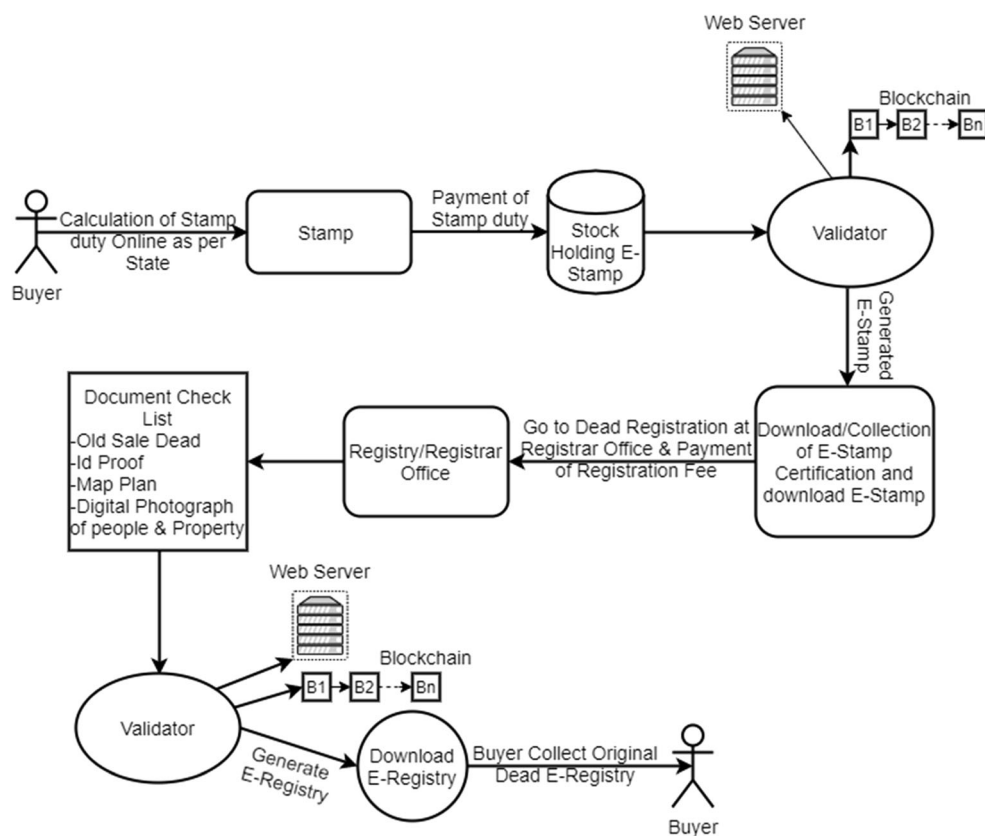 Web Server
Blockchain
B1
B2
Bn
Calculation of Stamp
duty Online as per
State
Buyer
Stamp
Payment of
Stamp duty
Stock
Holding E-
Stamp
Validator
Generated
E-Stamp
Document Check
List
-Old Sale Dead
-Id Proof
-Map Plan
-Digital Photograph
of people & Property
Registry/Registrar
Office
Go to Dead Registration at
Registrar Office & Payment
of Registration Fee
Download/Collection
of E-Stamp
Certification and
download E-Stamp
Web Server
Blockchain
B1
B2
Bn
Validator
Generate
E-Registry
Download
E-Registry
Buyer Collect Original
Dead E-Registry
Buyer